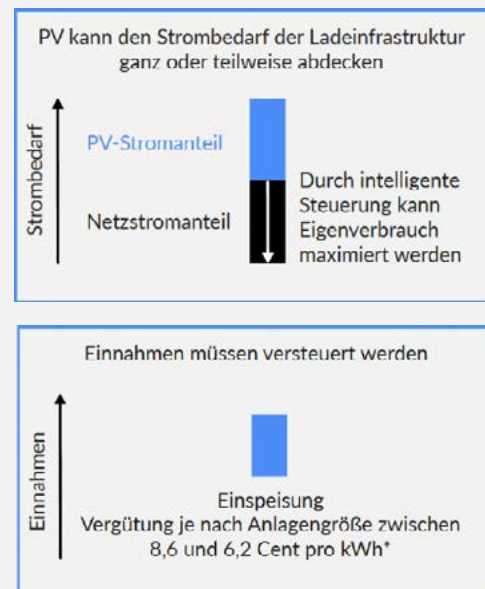 PV kann den Strombedarf der Ladeinfrastruktur
ganz oder teilweise abdecken
Strombedarf
PV-Stromanteil
Netzstromanteil
Durch intelligente
Steuerung kann
Eigenverbrauch
maximiert werden
Einnahmen müssen versteuert werden
Einnahmen
Einspeisung
Vergütung je nach Anlagengröße zwischen
8,6 und 6,2 Cent pro kWh*